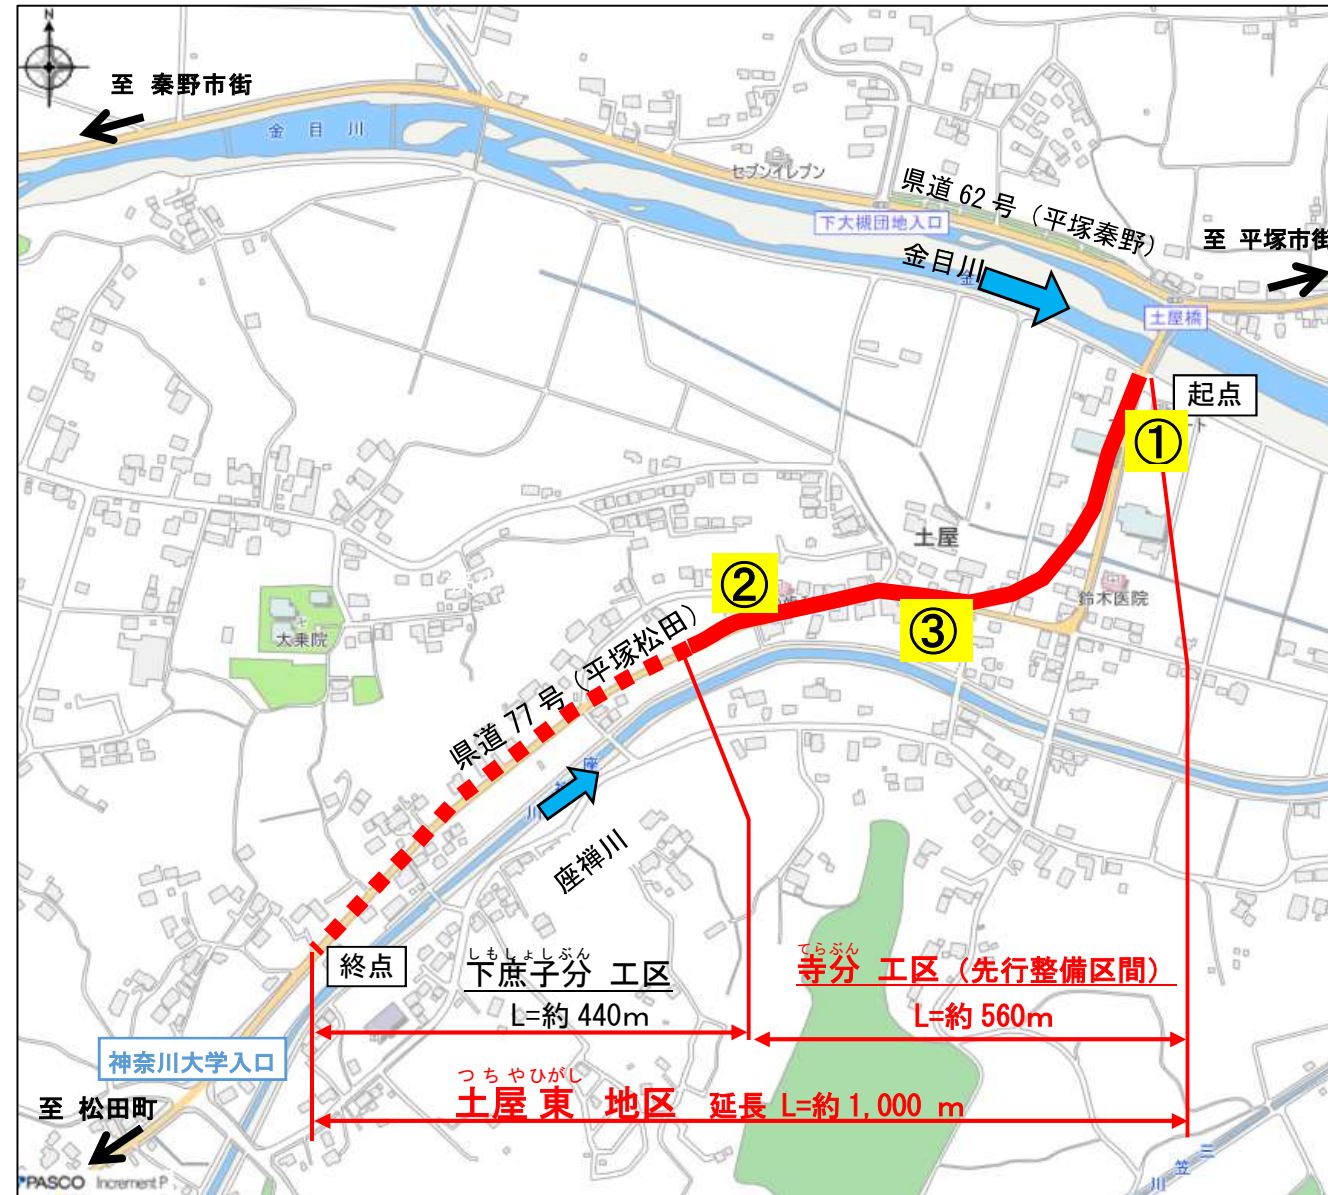 N
至 秦野市街
金目川
セブンイレブン
県道 62 号（平塚秦野）
下大槻団地入口
至 平塚市街
金目川
土屋橋
起点
①
土屋
②
鈴木医院
③
大乗院
県道 77 号（平塚松田）
座禅川
終点
しもしょしぶん
下庶子分 工区
L=約 440m
てらぶん
寺分 工区（先行整備区間）
L=約 560m
神奈川大学入口
つちやひがし
土屋東 地区 延長 L=約 1,000 m
至 松田町
三笠川
PASCO Increment P